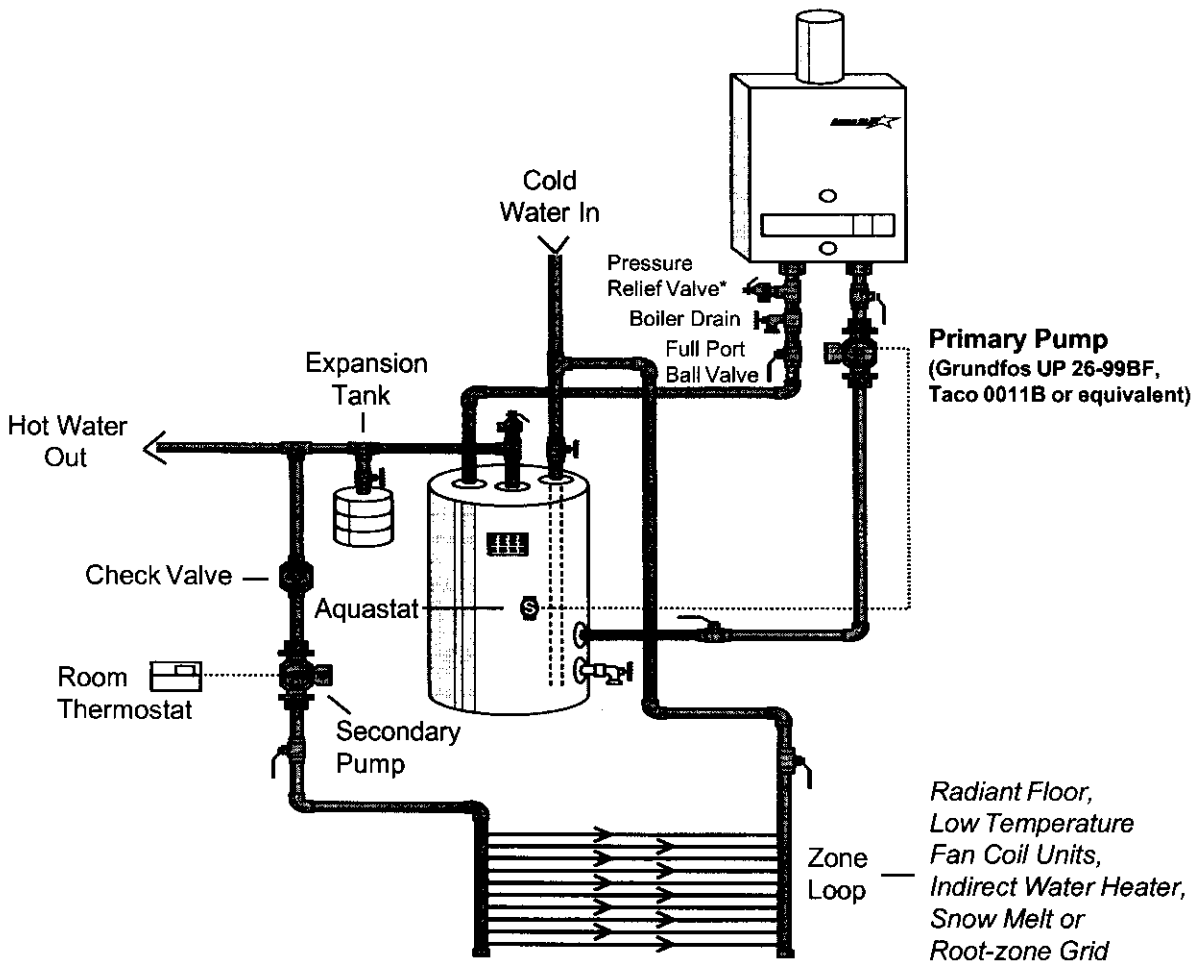 Cold
Water In
Pressure
Relief Valve*
Boiler Drain
Full Port
Ball Valve
Primary Pump
(Grundfos UP 26-99BF,
Taco 0011B or equivalent)
Expansion
Tank
Hot Water
Out
Check Valve
Aquastat
S
Room
Thermostat
Secondary
Pump
Zone
Loop
Radiant Floor,
Low Temperature
Fan Coil Units,
Indirect Water Heater,
Snow Melt or
Root-zone Grid